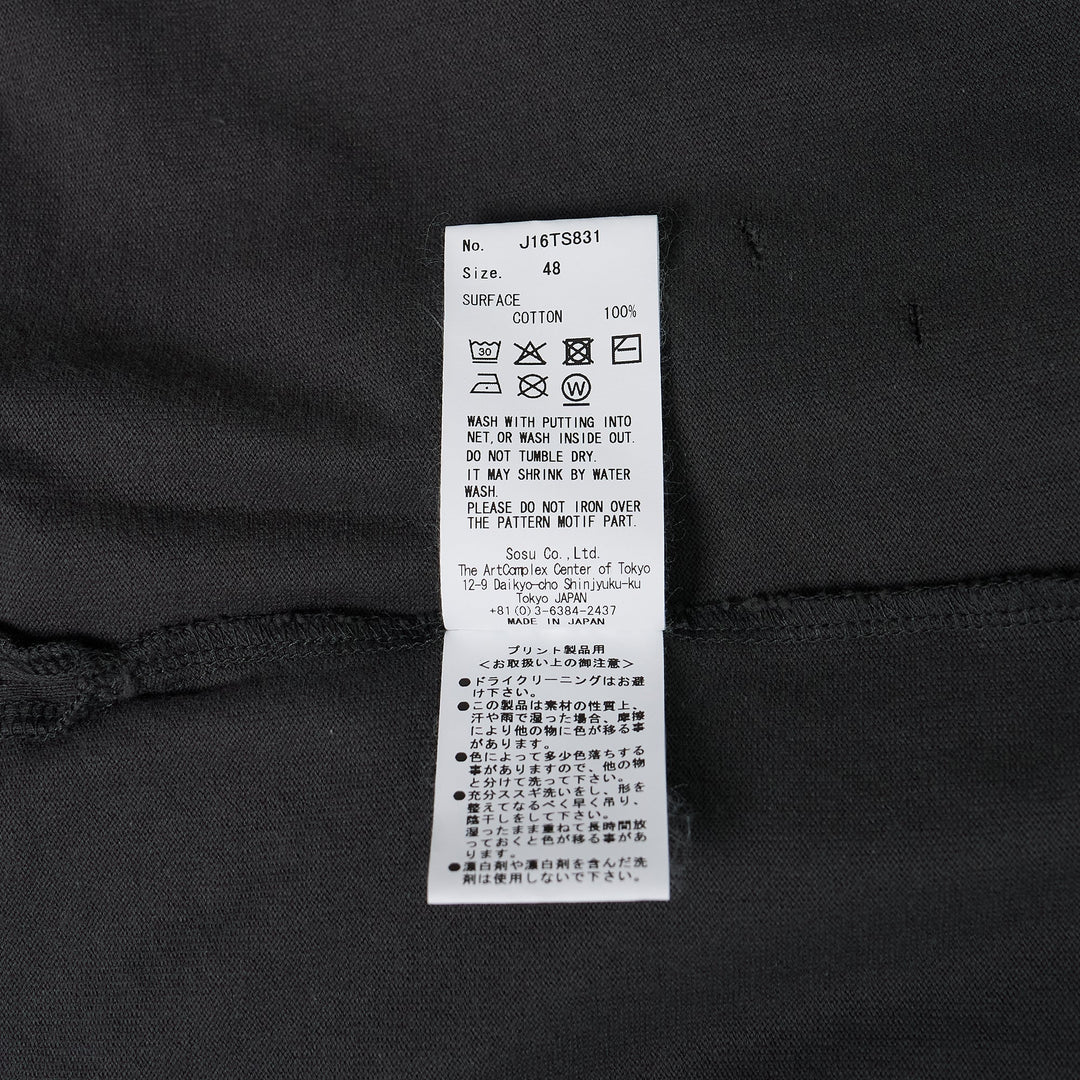 No. J16TS831
Size. 48
SURFACE
COTTON 100%
30
W
WASH WITH PUTTING INTO
NET, OR WASH INSIDE OUT.
DO NOT TUMBLE DRY.
IT MAY SHRINK BY WATER
WASH.
PLEASE DO NOT IRON OVER
THE PATTERN MOTIF PART.
Sosu Co.,Ltd.
The ArtComplex Center of Tokyo
12-9 Daikyo-cho Shinjyuku-ku
Tokyo JAPAN
+81(0)3-6384-2437
MADE IN JAPAN
プリント製品用
＜お取扱い上の御注意＞
●ドライクリーニングはお避
け下さい。
●この製品は素材の性質上、
汗や雨で湿った場合、摩擦
により他の物に色が移る事
があります。
●色によって多少色落ちする
事がありますので、他の物
と分けて洗って下さい。
●充分ススギ洗いをし、形を
整えてなるべく早く吊り、
陰干しをして下さい。
湿ったまま重ねて長時間放
っておくと色が移る事があ
ります。
●漂白剤や漂白剤を含んだ洗
剤は使用しないで下さい。